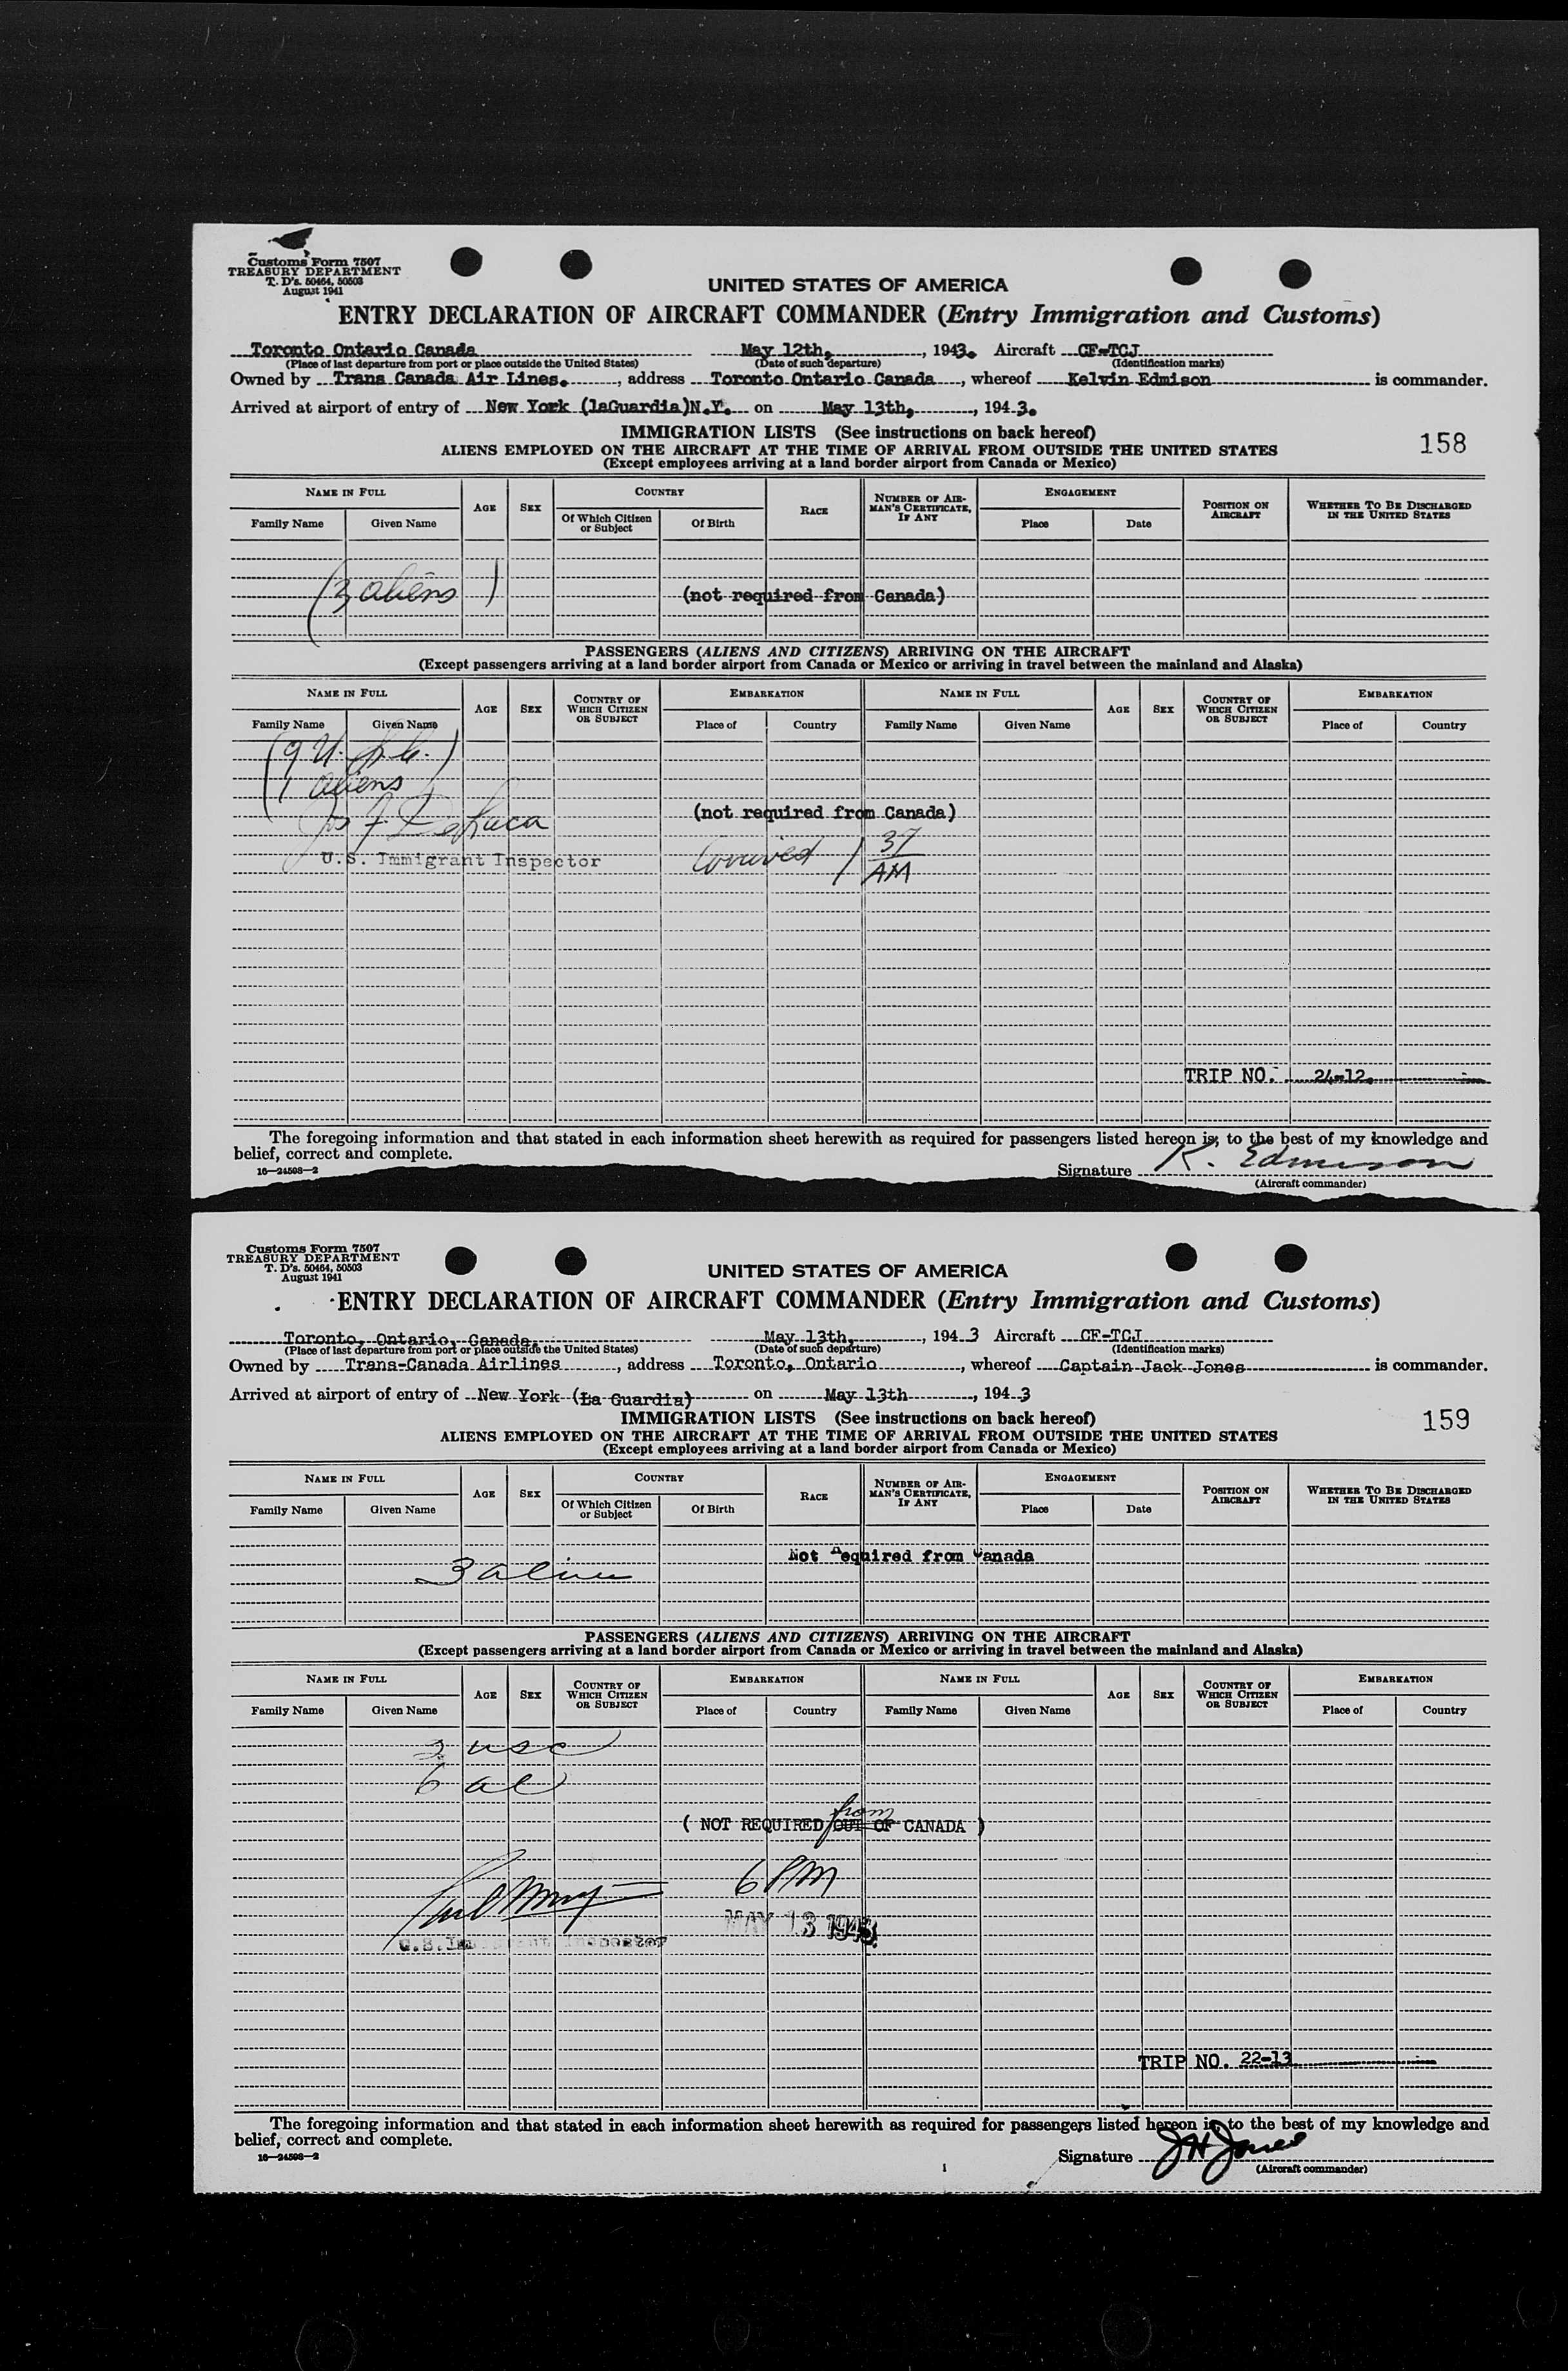 Customs Form 7507
TREASURY DEPARTMENT
T. D's. 50464, 50503
August 1941
UNITED STATES OF AMERICA
ENTRY DECLARATION OF AIRCRAFT COMMANDER (Entry Immigration and Customs)
Toronto Ontario Canada May 12th, , 1943. Aircraft CF-TCJ
(Place of last departure from port or place outside the United States) (Date of such departure) (Identification marks)
Owned by Trans Canada Air Lines. , address Toronto Ontario Canada , whereof Kelvin Edmison is commander.
Arrived at airport of entry of New York (laGuardia)N.Y. on May 13th, , 194 3.
IMMIGRATION LISTS (See instructions on back hereof)
158
ALIENS EMPLOYED ON THE AIRCRAFT AT THE TIME OF ARRIVAL FROM OUTSIDE THE UNITED STATES
(Except employees arriving at a land border airport from Canada or Mexico)
NAME IN FULL AGE SEX COUNTRY RACE NUMBER OF AIRMAN'S CERTIFICATE, IF ANY ENGAGEMENT POSITION ON AIRCRAFT WHETHER TO BE DISCHARGED IN THE UNITED STATES
Family Name Given Name Of Which Citizen or Subject Of Birth Place Date
(3 aliens ) (not required from Canada)
PASSENGERS (ALIENS AND CITIZENS) ARRIVING ON THE AIRCRAFT
(Except passengers arriving at a land border airport from Canada or Mexico or arriving in travel between the mainland and Alaska)
NAME IN FULL AGE SEX COUNTRY OF WHICH CITIZEN OR SUBJECT EMBARKATION NAME IN FULL AGE SEX COUNTRY OF WHICH CITIZEN OR SUBJECT EMBARKATION
Family Name Given Name Place of Country Family Name Given Name Place of Country
(9 U.S.C.)
1 aliens
(not required from Canada)
Jos F.
U.S. Immigrant Inspector
arrived 1 37 AM
TRIP NO. 24-12.
The foregoing information and that stated in each information sheet herewith as required for passengers listed hereon is, to the best of my knowledge and
belief, correct and complete.
16—24598—2
Signature K. Edmison
(Aircraft commander)
Customs Form 7507
TREASURY DEPARTMENT
T. D's. 50464, 50503
August 1941
UNITED STATES OF AMERICA
ENTRY DECLARATION OF AIRCRAFT COMMANDER (Entry Immigration and Customs)
Toronto, Ontario, Canada. May 13th, , 194 3 Aircraft CF-TCJ
(Place of last departure from port or place outside the United States) (Date of such departure) (Identification marks)
Owned by Trans-Canada Airlines , address Toronto, Ontario , whereof Captain Jack Jones is commander.
Arrived at airport of entry of New York (La Guardia) on May 13th , 194 3
IMMIGRATION LISTS (See instructions on back hereof)
159
ALIENS EMPLOYED ON THE AIRCRAFT AT THE TIME OF ARRIVAL FROM OUTSIDE THE UNITED STATES
(Except employees arriving at a land border airport from Canada or Mexico)
NAME IN FULL AGE SEX COUNTRY RACE NUMBER OF AIRMAN'S CERTIFICATE, IF ANY ENGAGEMENT POSITION ON AIRCRAFT WHETHER TO BE DISCHARGED IN THE UNITED STATES
Family Name Given Name Of Which Citizen or Subject Of Birth Place Date
Not Required from Canada
3 alien
PASSENGERS (ALIENS AND CITIZENS) ARRIVING ON THE AIRCRAFT
(Except passengers arriving at a land border airport from Canada or Mexico or arriving in travel between the mainland and Alaska)
NAME IN FULL AGE SEX COUNTRY OF WHICH CITIZEN OR SUBJECT EMBARKATION NAME IN FULL AGE SEX COUNTRY OF WHICH CITIZEN OR SUBJECT EMBARKATION
Family Name Given Name Place of Country Family Name Given Name Place of Country
3 usc
6 al
from
( NOT REQUIRED OUT OF CANADA )
6 PM
MAY 13 1943
U.S. Immigrant Inspector
TRIP NO. 22-13
The foregoing information and that stated in each information sheet herewith as required for passengers listed hereon is, to the best of my knowledge and
belief, correct and complete.
16—24598—2
Signature JH Jones
(Aircraft commander)